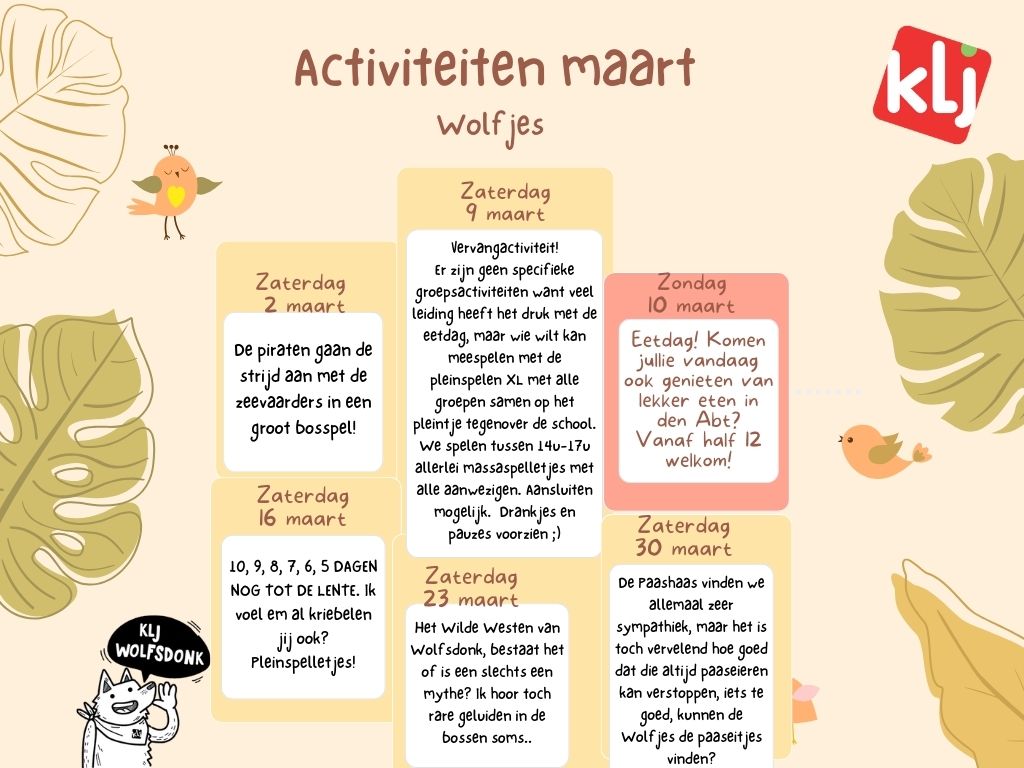 Activiteiten maart
Wolfjes
klj
Zaterdag
2 maart
De piraten gaan de
strijd aan met de
zeevaarders in een
groot bosspel!
Zaterdag
9 maart
Vervangactiviteit!
Er zijn geen specifieke
groepsactiviteiten want veel
leiding heeft het druk met de
eetdag, maar wie wilt kan
meespelen met de
pleinspelen XL met alle
groepen samen op het
pleintje tegenover de school.
We spelen tussen 14u-17u
allerlei massaspelletjes met
alle aanwezigen. Aansluiten
mogelijk. Drankjes en
pauzes voorzien ;)
Zondag
10 maart
Eetdag! Komen
jullie vandaag
ook genieten van
lekker eten in
den Abt?
Vanaf half 12
welkom!
Zaterdag
16 maart
10, 9, 8, 7, 6, 5 DAGEN
NOG TOT DE LENTE. Ik
voel em al kriebelen
jij ook?
Pleinspelletjes!
Zaterdag
23 maart
Het Wilde Westen van
Wolfsdonk, bestaat het
of is een slechts een
mythe? Ik hoor toch
rare geluiden in de
bossen soms..
Zaterdag
30 maart
De Paashaas vinden we
allemaal zeer
sympathiek, maar het is
toch vervelend hoe goed
dat die altijd paaseieren
kan verstoppen, iets te
goed, kunnen de
Wolfjes de paaseitjes
vinden?
KLJ
WOLFSDONK